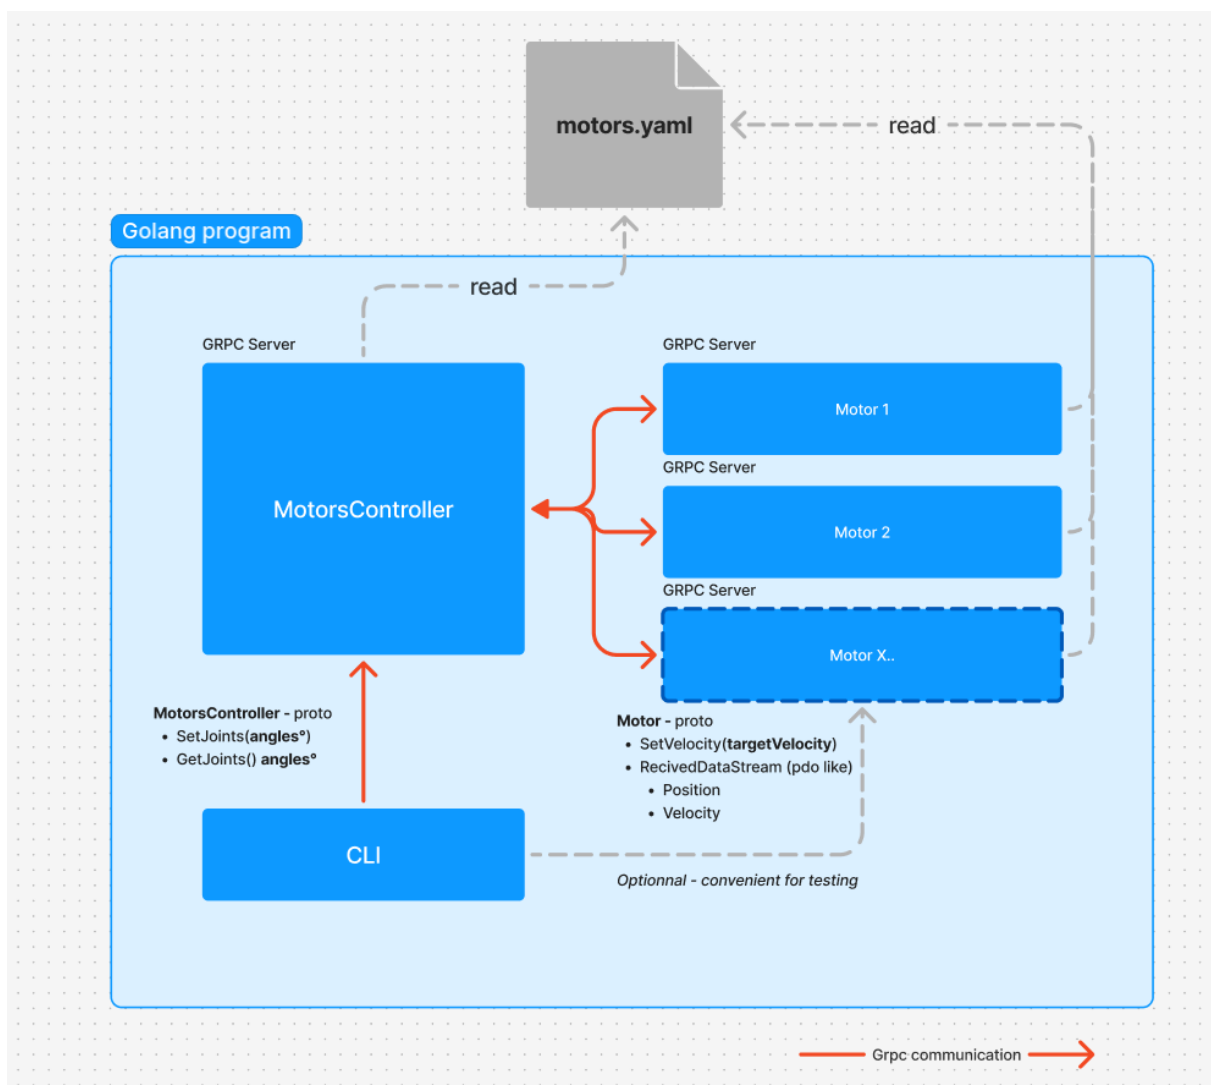 motors.yaml
read
Golang program
read
GRPC Server
MotorsController
GRPC Server
Motor 1
GRPC Server
Motor 2
GRPC Server
Motor X..
MotorsController - proto
• SetJoints(angles°)
• GetJoints() angles°
Motor - proto
• SetVelocity(targetVelocity)
• RecivedDataStream (pdo like)
• Position
• Velocity
CLI
Optionnal - convenient for testing
Grpc communication